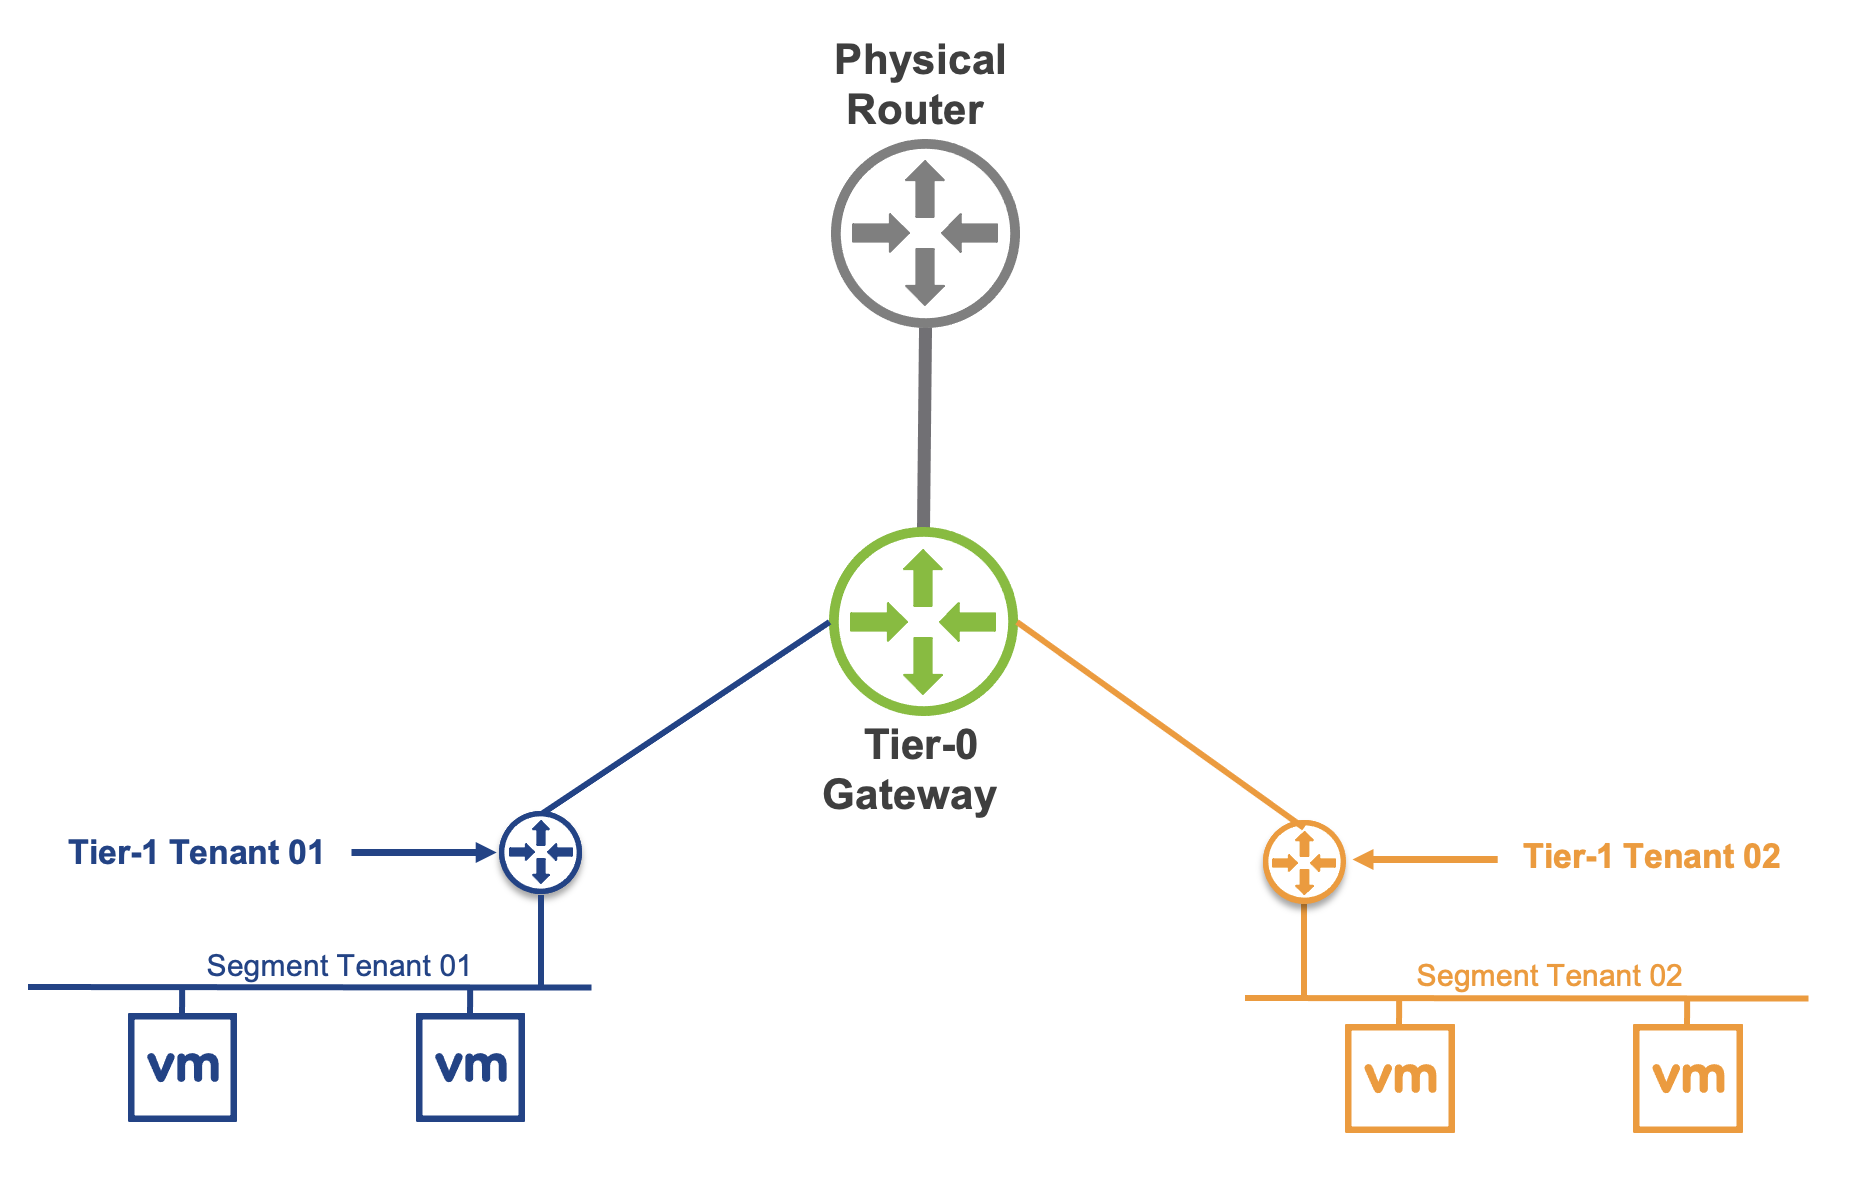 Physical
Router
Tier-0
Gateway
Tier-1 Tenant 01
Tier-1 Tenant 02
Segment Tenant 01
Segment Tenant 02
vm
vm
vm
vm